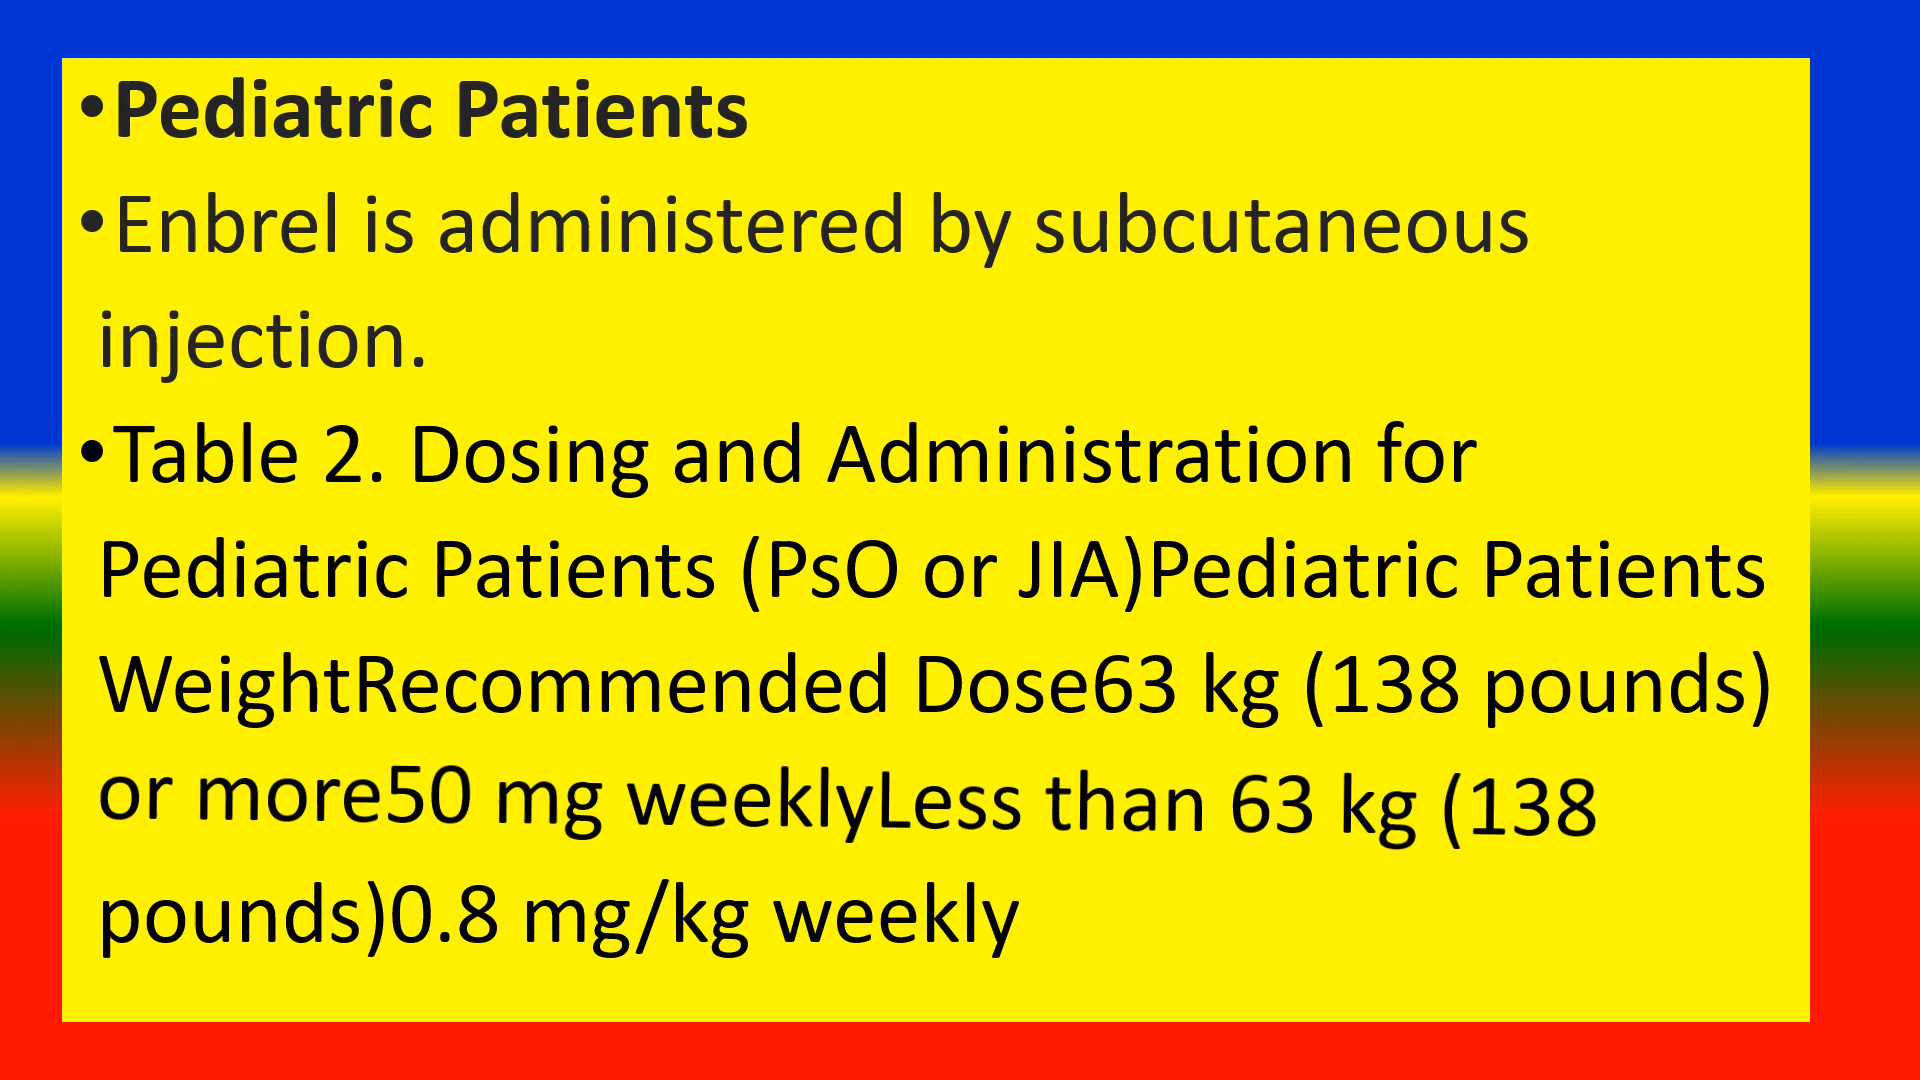 •Pediatric Patients
•Enbrel is administered by subcutaneous
injection.
•Table 2. Dosing and Administration for
Pediatric Patients (PsO or JIA)Pediatric Patients
WeightRecommended Dose63 kg (138 pounds)
or more50 mg weeklyLess than 63 kg (138
pounds)0.8 mg/kg weekly